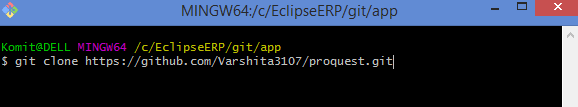 MINGW64:/c/EclipseERP/git/app
Komit@DELL MINGW64 /c/EclipseERP/git/app
$ git clone https://github.com/Varshita3107/proquest.git